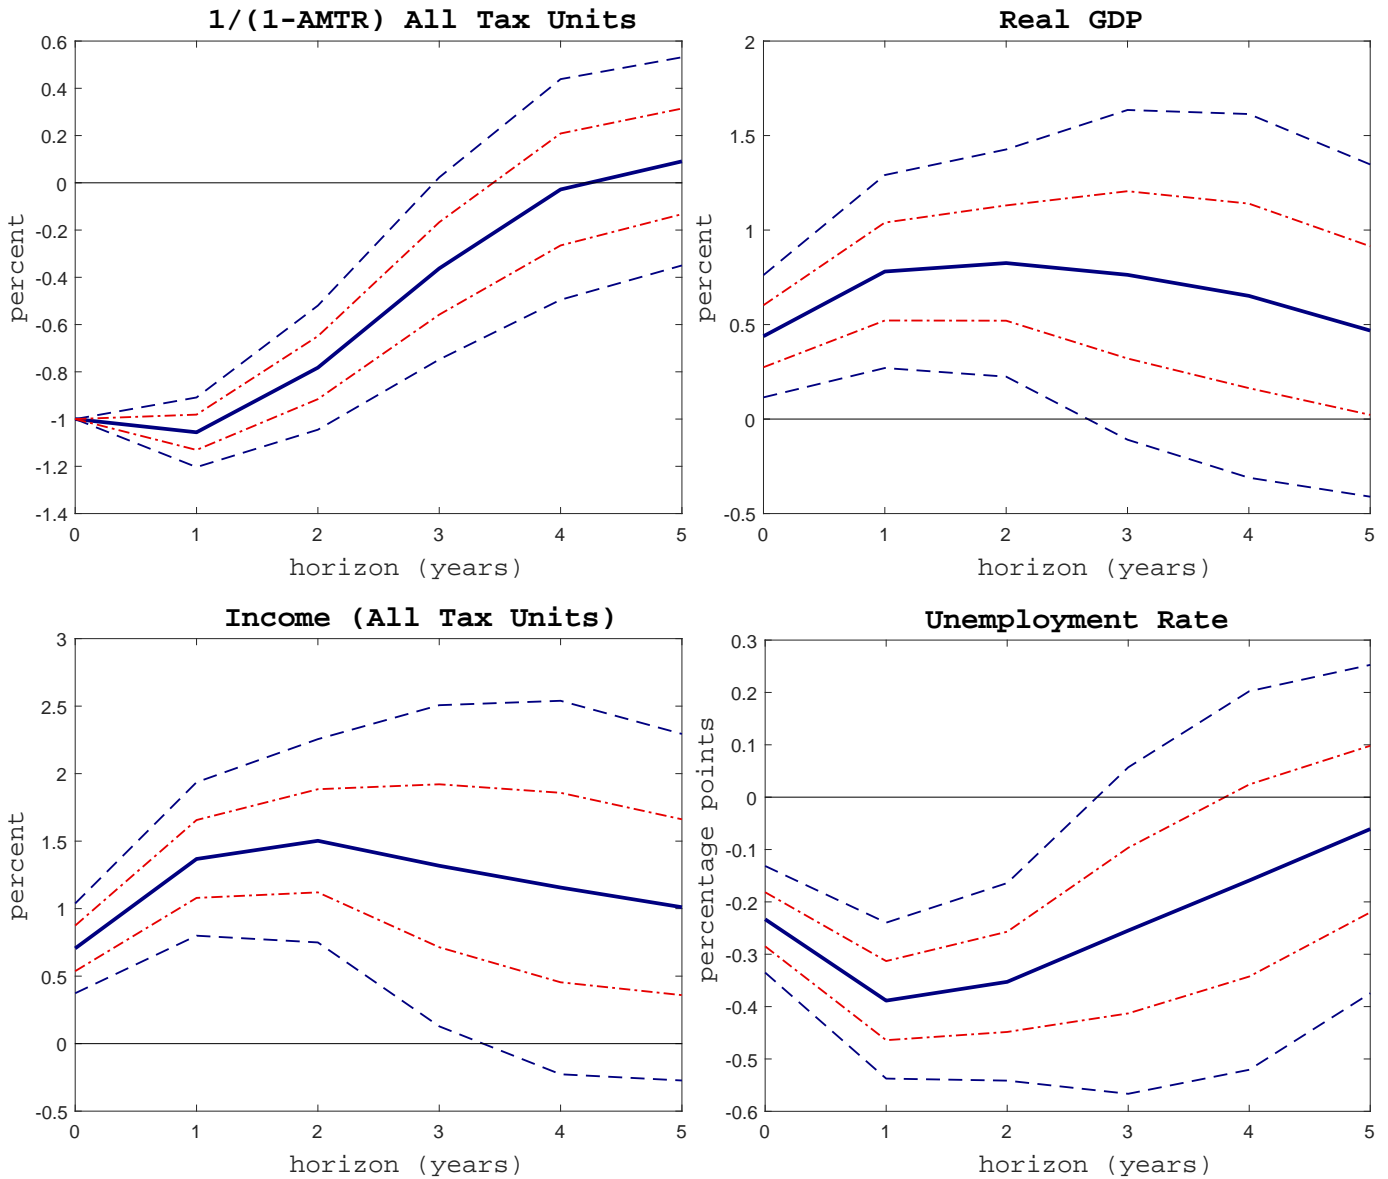 1/(1-AMTR) All Tax Units
0.6
0.4
0.2
0
-0.2
-0.4
-0.6
-0.8
-1
-1.2
-1.4
percent
0 1 2 3 4 5
horizon (years)
Real GDP
2
1.5
1
0.5
0
-0.5
percent
0 1 2 3 4 5
horizon (years)
Income (All Tax Units)
3
2.5
2
1.5
1
0.5
0
-0.5
percent
0 1 2 3 4 5
horizon (years)
Unemployment Rate
0.3
0.2
0.1
0
-0.1
-0.2
-0.3
-0.4
-0.5
-0.6
percentage points
0 1 2 3 4 5
horizon (years)